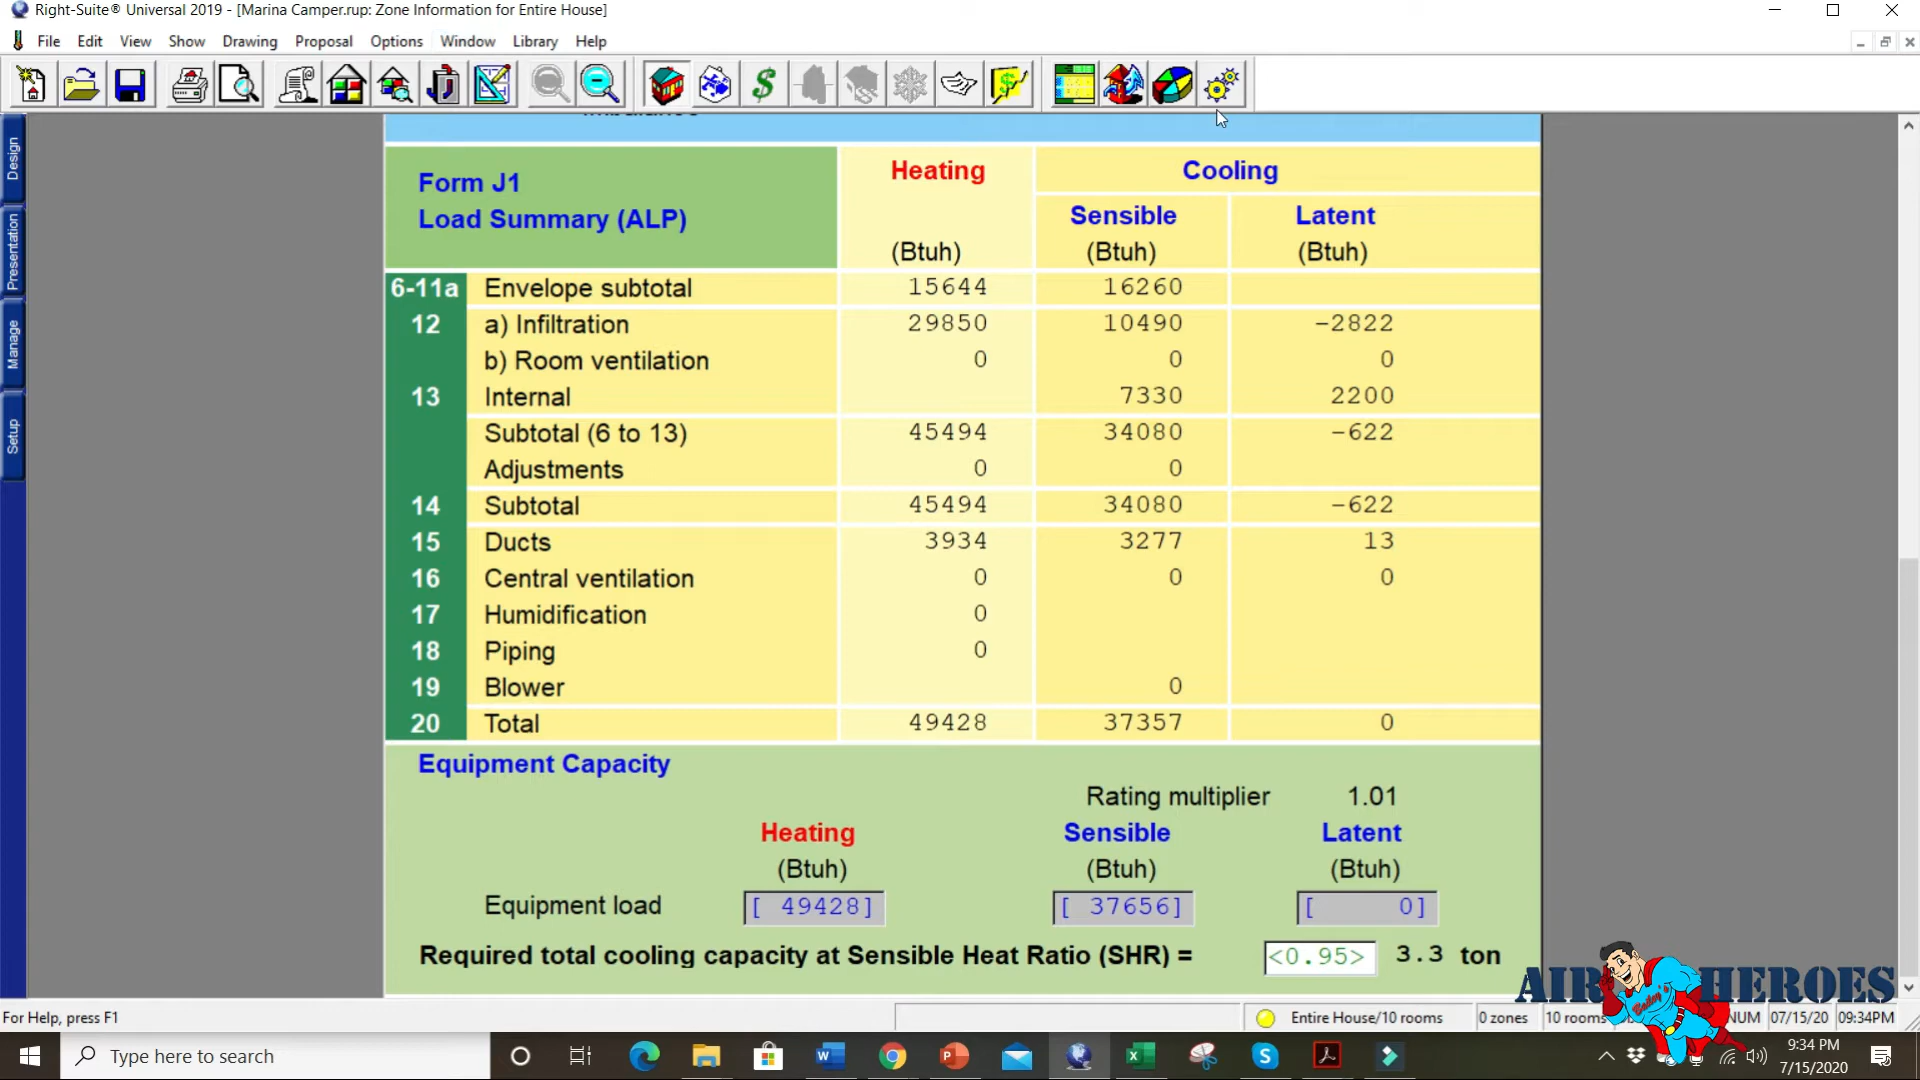 Right-Suite® Universal 2019 - [Marina Camper.rup: Zone Information for Entire House]
File Edit View Show Drawing Proposal Options Window Library Help
Design
Presentation
Manage
Setup
Form J1
Load Summary (ALP)
Heating
(Btuh)
Cooling
Sensible
(Btuh)
Latent
(Btuh)
6-11a Envelope subtotal 15644 16260
12 a) Infiltration 29850 10490 -2822
b) Room ventilation 0 0 0
13 Internal 7330 2200
Subtotal (6 to 13) 45494 34080 -622
Adjustments 0 0
14 Subtotal 45494 34080 -622
15 Ducts 3934 3277 13
16 Central ventilation 0 0 0
17 Humidification 0
18 Piping 0
19 Blower 0
20 Total 49428 37357 0
Equipment Capacity
Rating multiplier 1.01
Heating Sensible Latent
(Btuh) (Btuh) (Btuh)
Equipment load [ 49428] [ 37656] [ 0]
Required total cooling capacity at Sensible Heat Ratio (SHR) = <0.95> 3.3 ton
AIR HEROES
For Help, press F1
Entire House/10 rooms 0 zones 10 rooms NUM 07/15/20 09:34PM
Type here to search
9:34 PM
7/15/2020